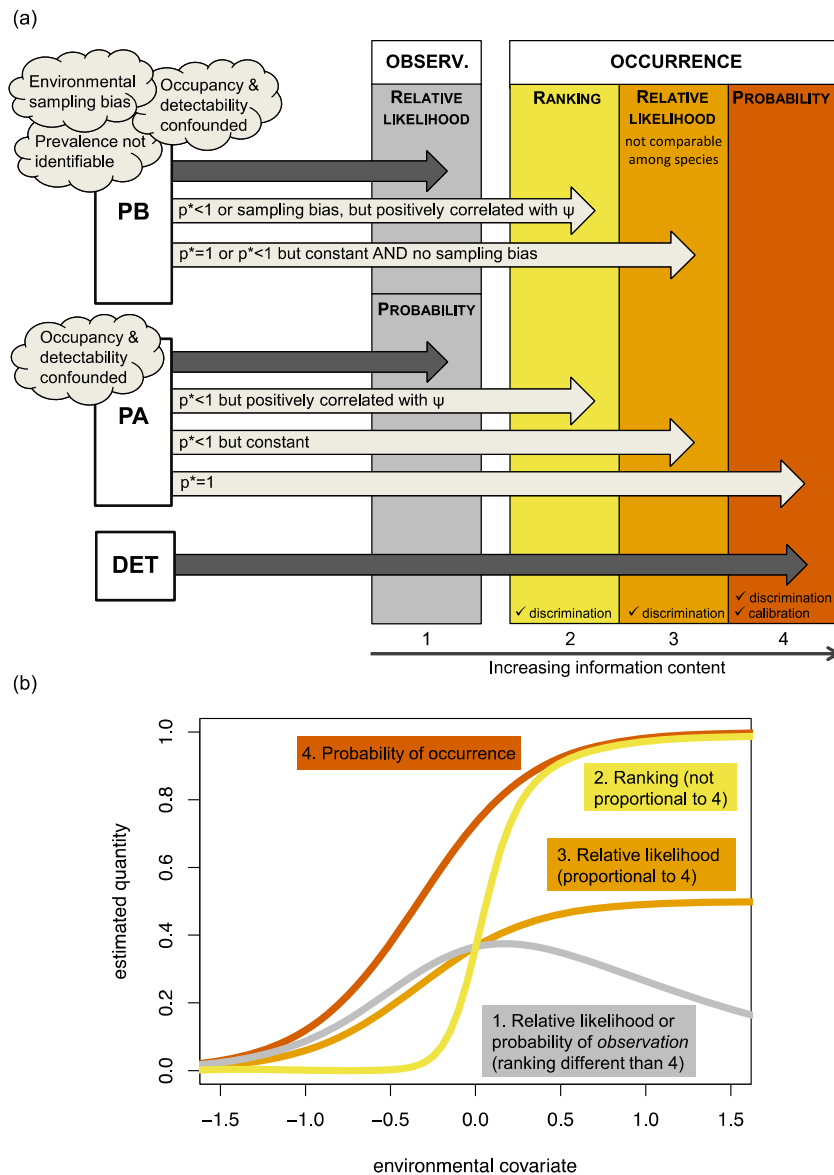 (a)
OBSERV.
OCCURRENCE
Environmental
sampling bias
Occupancy &
detectability
confounded
Prevalence not
identifiable
RELATIVE
LIKELIHOOD
RANKING
RELATIVE
LIKELIHOOD
not comparable
among species
PROBABILITY
PB
p*<1 or sampling bias, but positively correlated with ψ
p*=1 or p*<1 but constant AND no sampling bias
PROBABILITY
Occupancy &
detectability
confounded
PA
p*<1 but positively correlated with ψ
p*<1 but constant
p*=1
DET
✓ discrimination
✓ discrimination
✓ discrimination
✓ calibration
1
2
3
4
Increasing information content
(b)
estimated quantity
1.0
0.8
0.6
0.4
0.2
0.0
4. Probability of occurrence
2. Ranking (not
proportional to 4)
3. Relative likelihood
(proportional to 4)
1. Relative likelihood or
probability of observation
(ranking different than 4)
−1.5
−1.0
−0.5
0.0
0.5
1.0
1.5
environmental covariate